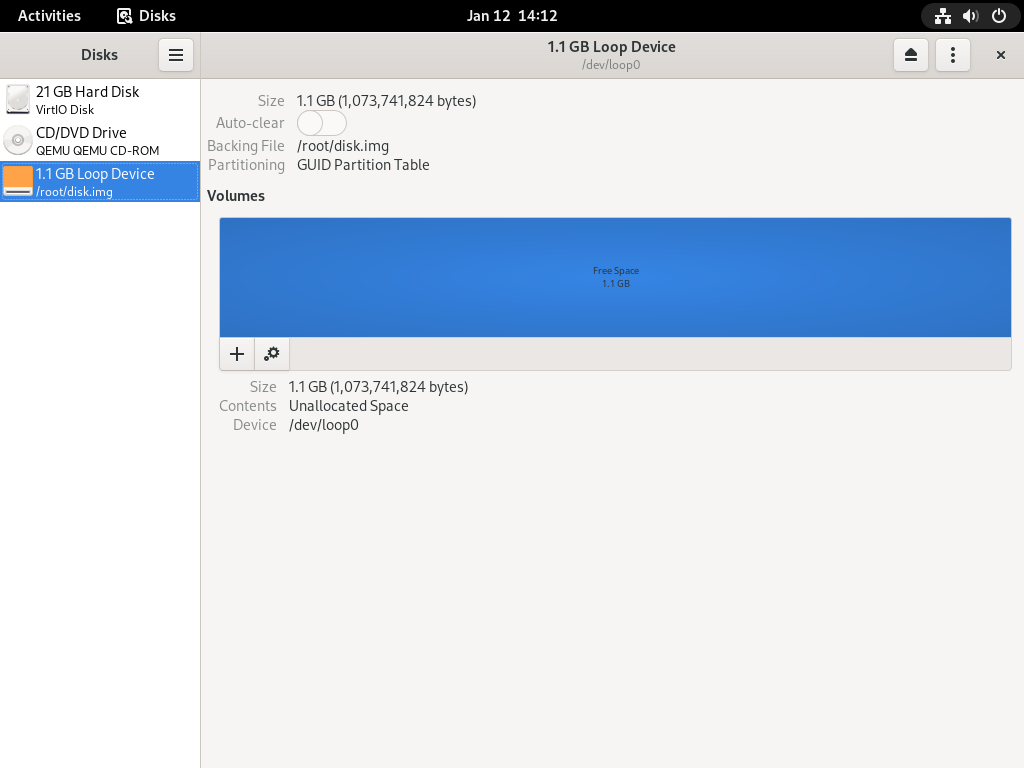 Activities
Disks
Jan 12 14:12
Disks
1.1 GB Loop Device
/dev/loop0
21 GB Hard Disk
VirtIO Disk
CD/DVD Drive
QEMU QEMU CD-ROM
1.1 GB Loop Device
/root/disk.img
Size 1.1 GB (1,073,741,824 bytes)
Auto-clear
Backing File /root/disk.img
Partitioning GUID Partition Table
Volumes
Free Space
1.1 GB
Size 1.1 GB (1,073,741,824 bytes)
Contents Unallocated Space
Device /dev/loop0